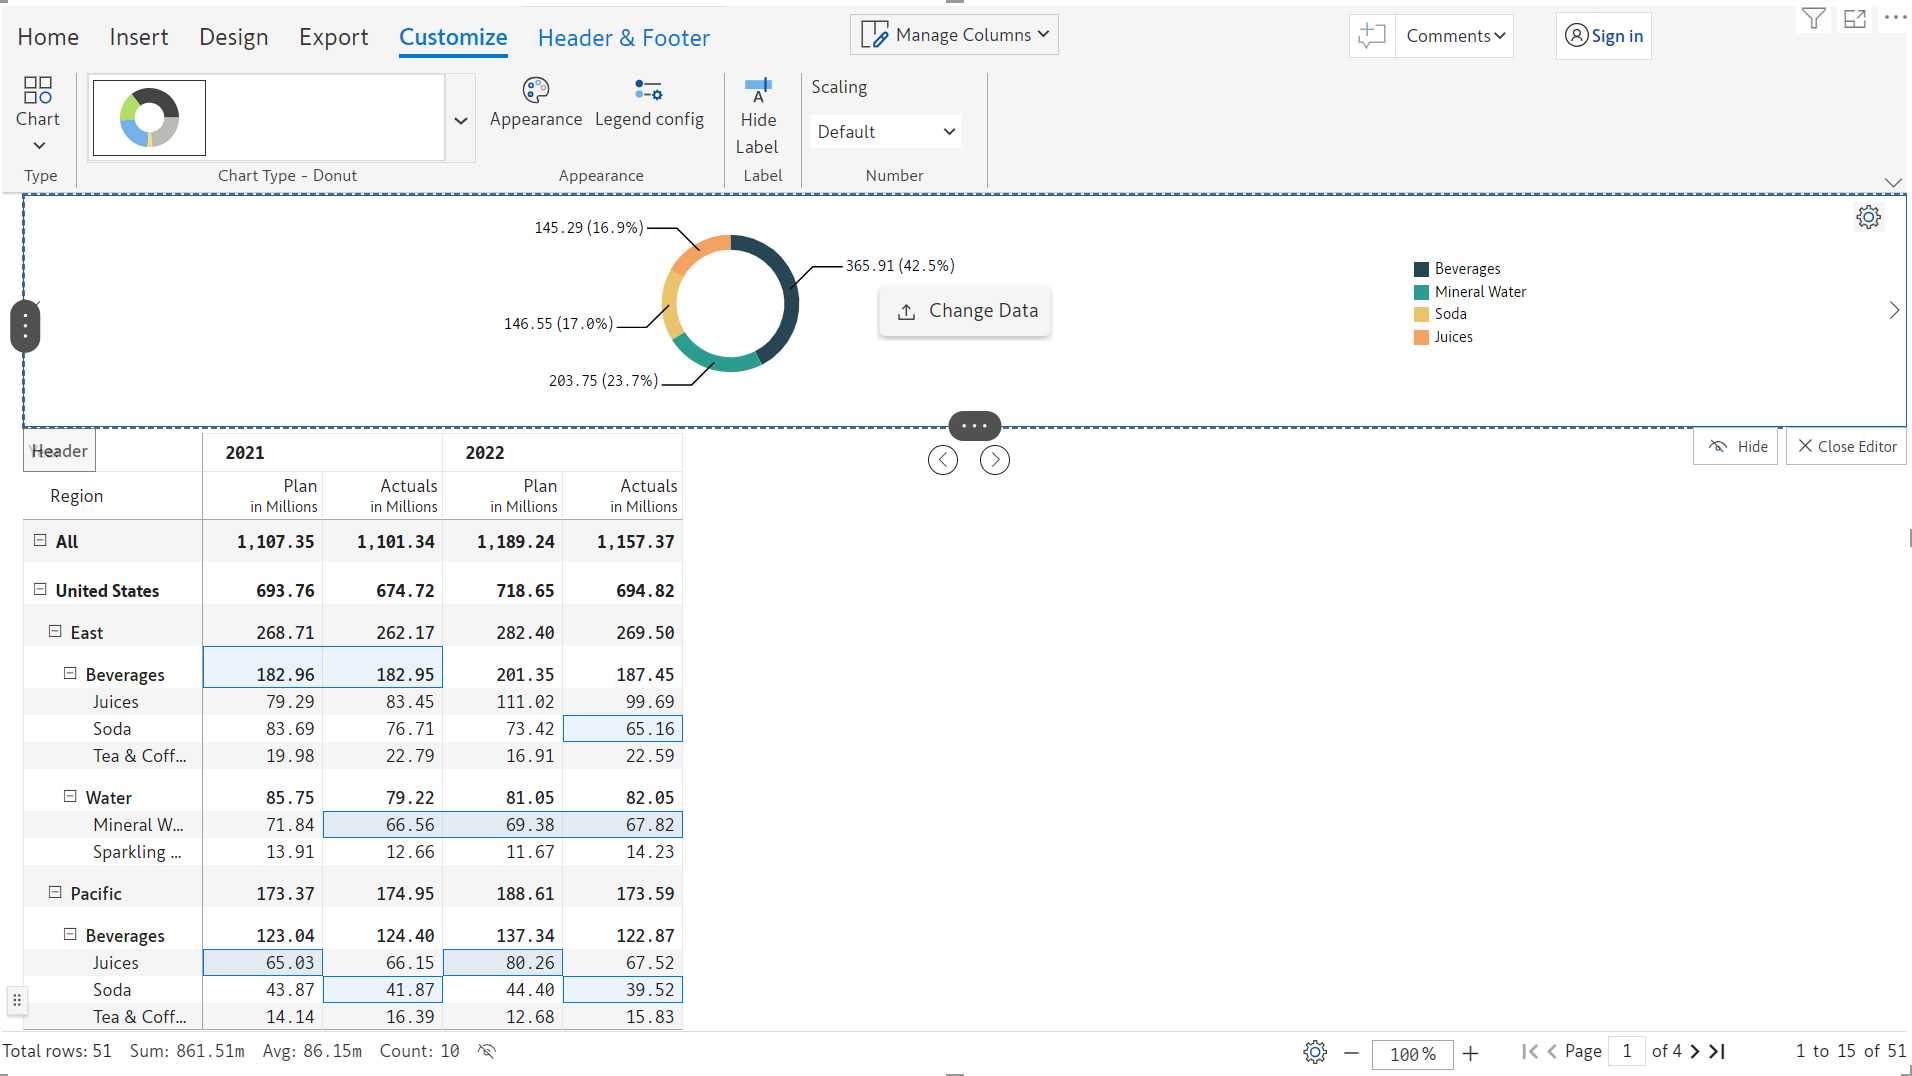 Home Insert Design Export Customize Header & Footer Manage Columns Comments Sign in
Chart
Type
Chart Type - Donut
Appearance Legend config
Appearance
Hide
Label
Label
Scaling
Default
Number
145.29 (16.9%)
365.91 (42.5%)
146.55 (17.0%)
203.75 (23.7%)
Change Data
Beverages
Mineral Water
Soda
Juices
Hide Close Editor
Header 2021 2022
Region Plan Actuals Plan Actuals
in Millions in Millions in Millions in Millions
All 1,107.35 1,101.34 1,189.24 1,157.37
United States 693.76 674.72 718.65 694.82
East 268.71 262.17 282.40 269.50
Beverages 182.96 182.95 201.35 187.45
Juices 79.29 83.45 111.02 99.69
Soda 83.69 76.71 73.42 65.16
Tea & Coff... 19.98 22.79 16.91 22.59
Water 85.75 79.22 81.05 82.05
Mineral W... 71.84 66.56 69.38 67.82
Sparkling ... 13.91 12.66 11.67 14.23
Pacific 173.37 174.95 188.61 173.59
Beverages 123.04 124.40 137.34 122.87
Juices 65.03 66.15 80.26 67.52
Soda 43.87 41.87 44.40 39.52
Tea & Coff... 14.14 16.39 12.68 15.83
Total rows: 51 Sum: 861.51m Avg: 86.15m Count: 10 100% Page 1 of 4 1 to 15 of 51